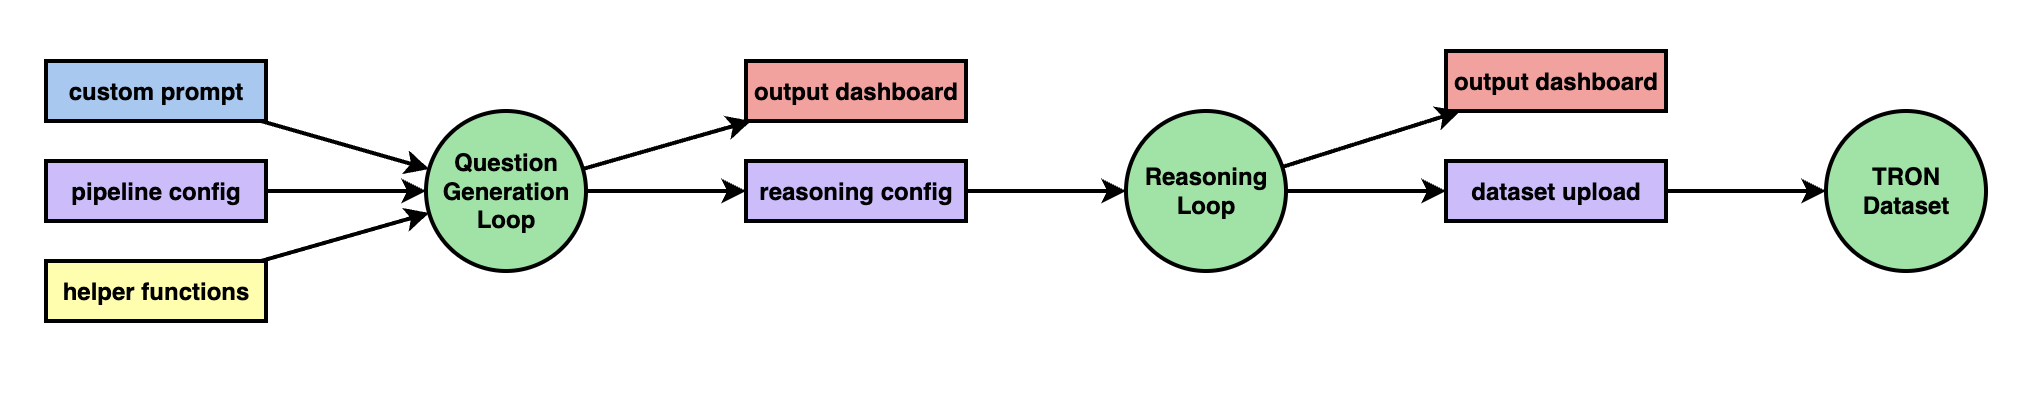 custom prompt
pipeline config
helper functions
Question
Generation
Loop
output dashboard
reasoning config
Reasoning
Loop
output dashboard
dataset upload
TRON
Dataset